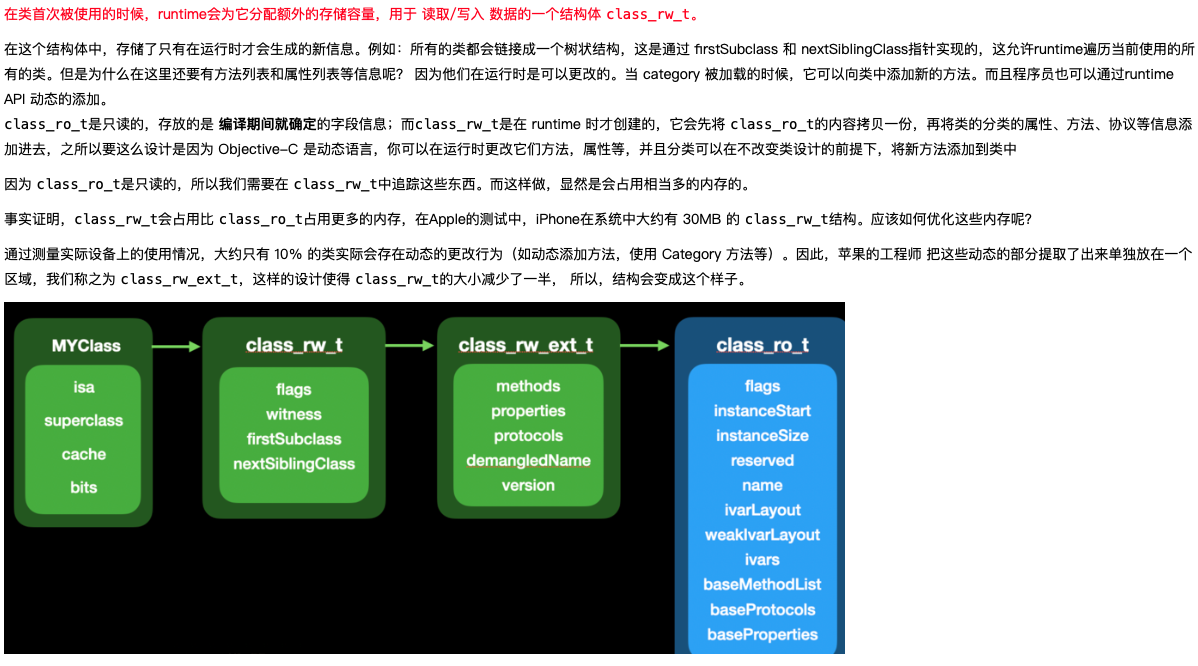 在类首次被使用的时候，runtime会为它分配额外的存储容量，用于 读取/写入 数据的一个结构体 class_rw_t。
在这个结构体中，存储了只有在运行时才会生成的新信息。例如：所有的类都会链接成一个树状结构，这是通过 firstSubclass 和 nextSiblingClass指针实现的，这允许runtime遍历当前使用的所
有的类。但是为什么在这里还要有方法列表和属性列表等信息呢？ 因为他们在运行时是可以更改的。当 category 被加载的时候，它可以向类中添加新的方法。而且程序员也可以通过runtime
API 动态的添加。
class_ro_t是只读的，存放的是 编译期间就确定的字段信息；而class_rw_t是在 runtime 时才创建的，它会先将 class_ro_t的内容拷贝一份，再将类的分类的属性、方法、协议等信息添
加进去，之所以要这么设计是因为 Objective-C 是动态语言，你可以在运行时更改它们方法，属性等，并且分类可以在不改变类设计的前提下，将新方法添加到类中
因为 class_ro_t是只读的，所以我们需要在 class_rw_t中追踪这些东西。而这样做，显然是会占用相当多的内存的。
事实证明，class_rw_t会占用比 class_ro_t占用更多的内存，在Apple的测试中，iPhone在系统中大约有 30MB 的 class_rw_t结构。应该如何优化这些内存呢？
通过测量实际设备上的使用情况，大约只有 10% 的类实际会存在动态的更改行为（如动态添加方法，使用 Category 方法等）。因此，苹果的工程师 把这些动态的部分提取了出来单独放在一个
区域，我们称之为 class_rw_ext_t，这样的设计使得 class_rw_t的大小减少了一半， 所以，结构会变成这个样子。
MYClass
isa
superclass
cache
bits
class_rw_t
flags
witness
firstSubclass
nextSiblingClass
class_rw_ext_t
methods
properties
protocols
demangledName
version
class_ro_t
flags
instanceStart
instanceSize
reserved
name
ivarLayout
weakIvarLayout
ivars
baseMethodList
baseProtocols
baseProperties